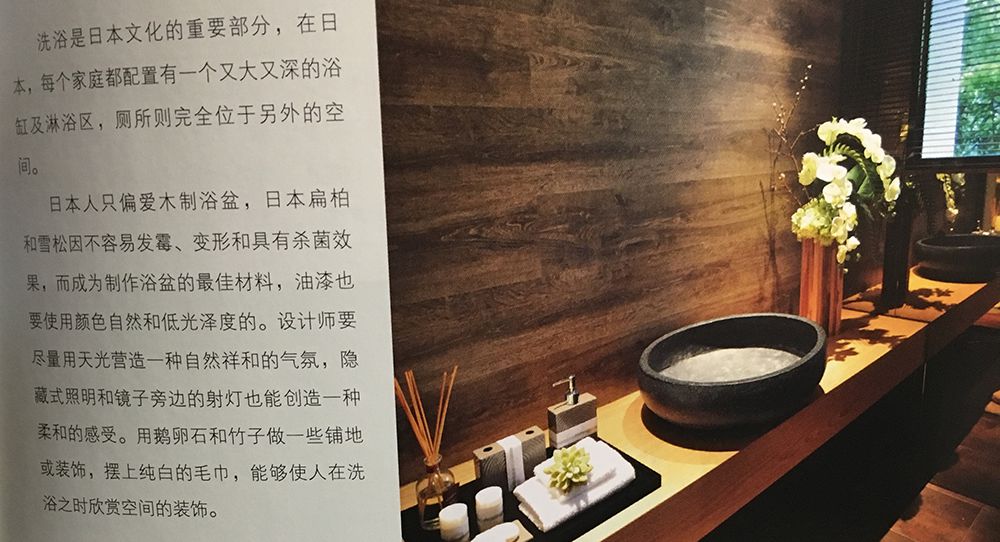 洗浴是日本文化的重要部分，在日
本，每个家庭都配置有一个又大又深的浴
缸及淋浴区，厕所则完全位于另外的空
间。
日本人只偏爱木制浴盆，日本扁柏
和雪松因不容易发霉、变形和具有杀菌效
果，而成为制作浴盆的最佳材料，油漆也
要使用颜色自然和低光泽度的。设计师要
尽量用天光营造一种自然祥和的气氛，隐
藏式照明和镜子旁边的射灯也能创造一种
柔和的感受。用鹅卵石和竹子做一些铺地
或装饰，摆上纯白的毛巾，能够使人在洗
浴之时欣赏空间的装饰。